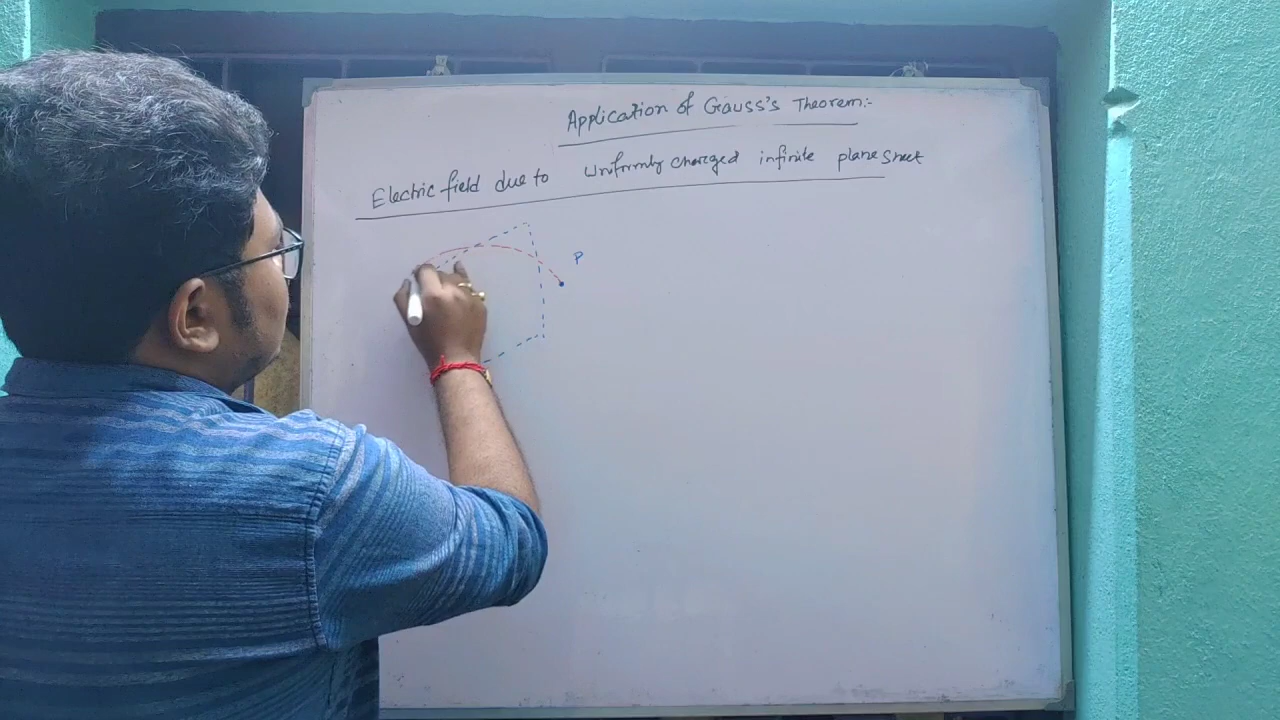 Application of Gauss's Theorem:-
Electric field due to Uniformly charged infinite plane sheet
P